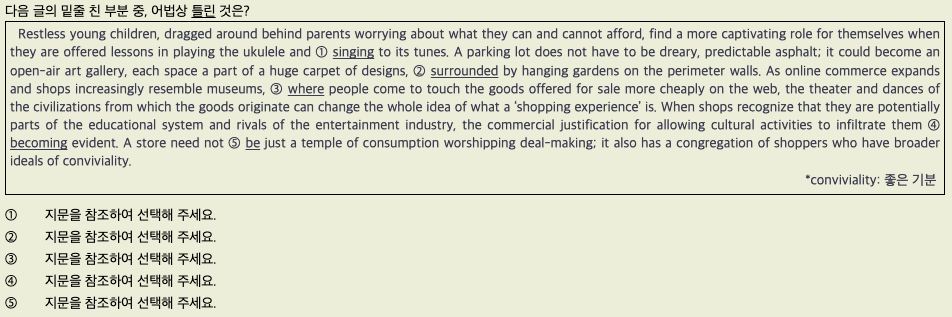 다음 글의 밑줄 친 부분 중, 어법상 틀린 것은?
Restless young children, dragged around behind parents worrying about what they can and cannot afford, find a more captivating role for themselves when
they are offered lessons in playing the ukulele and ① singing to its tunes. A parking lot does not have to be dreary, predictable asphalt; it could become an
open-air art gallery, each space a part of a huge carpet of designs, ② surrounded by hanging gardens on the perimeter walls. As online commerce expands
and shops increasingly resemble museums, ③ where people come to touch the goods offered for sale more cheaply on the web, the theater and dances of
the civilizations from which the goods originate can change the whole idea of what a 'shopping experience' is. When shops recognize that they are potentially
parts of the educational system and rivals of the entertainment industry, the commercial justification for allowing cultural activities to infiltrate them ④
becoming evident. A store need not ⑤ be just a temple of consumption worshipping deal-making; it also has a congregation of shoppers who have broader
ideals of conviviality.
*conviviality: 좋은 기분
① 지문을 참조하여 선택해 주세요.
② 지문을 참조하여 선택해 주세요.
③ 지문을 참조하여 선택해 주세요.
④ 지문을 참조하여 선택해 주세요.
⑤ 지문을 참조하여 선택해 주세요.